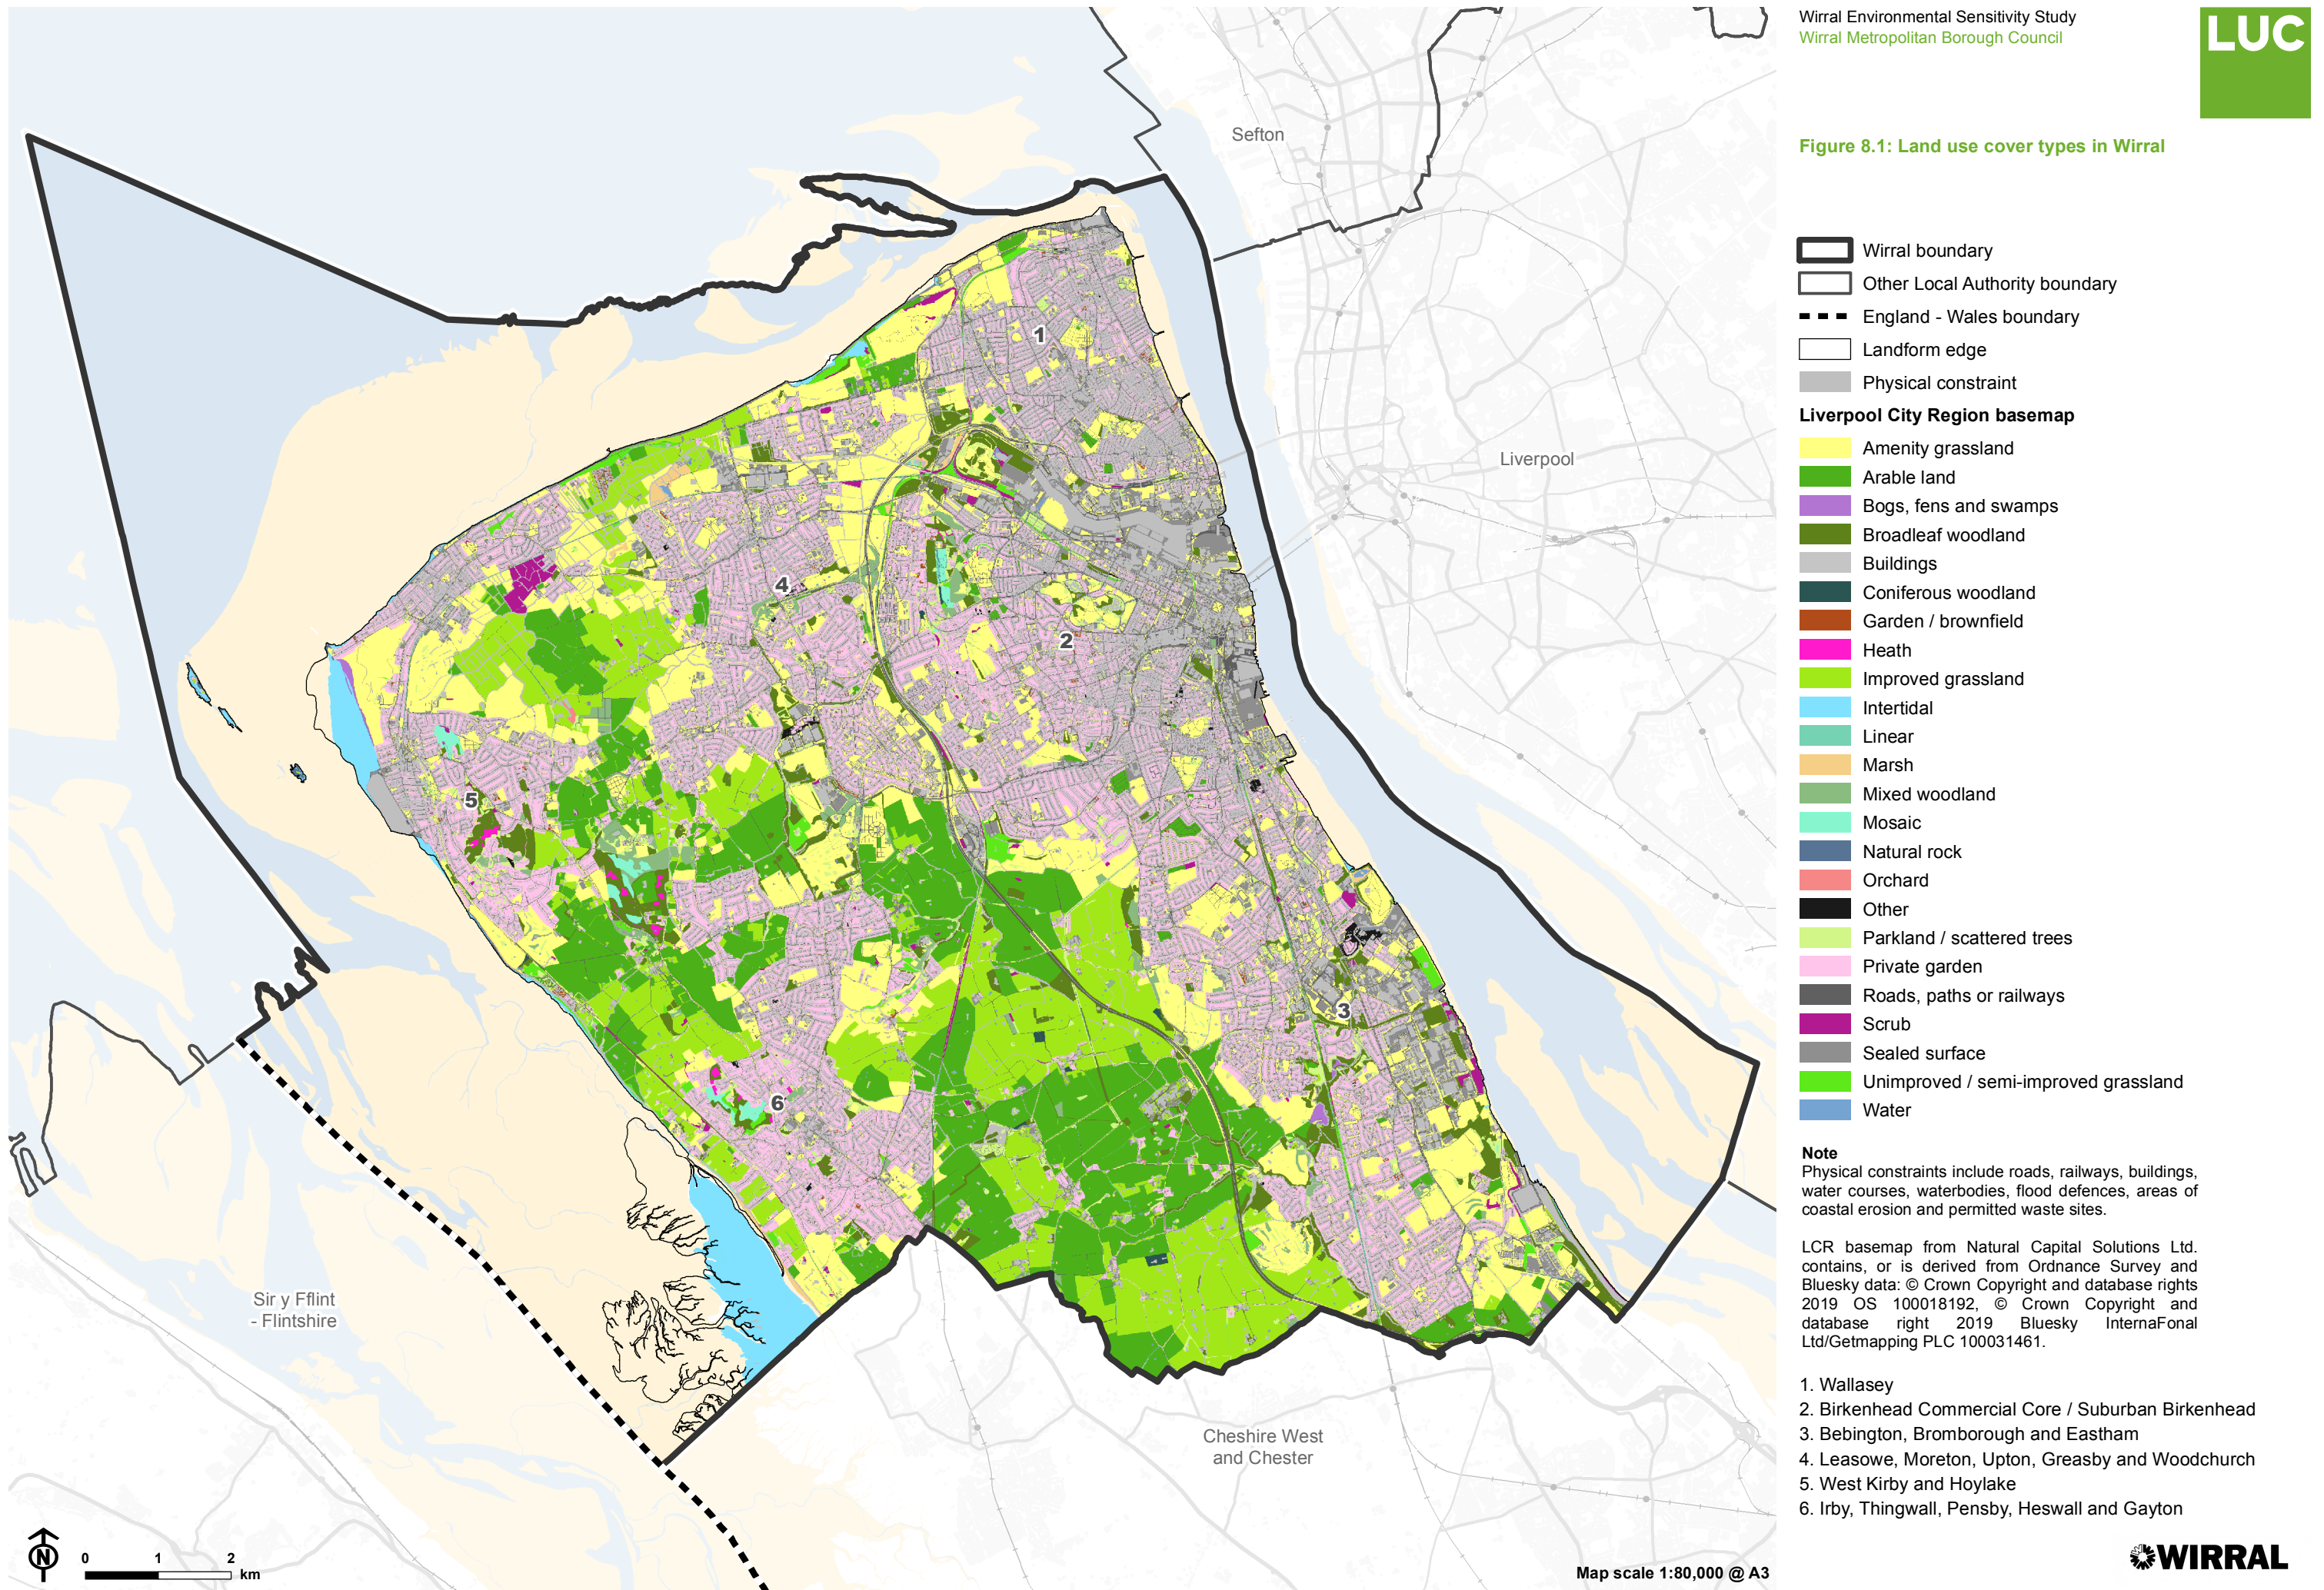 Wirral Environmental Sensitivity Study
Wirral Metropolitan Borough Council
LUC
Figure 8.1: Land use cover types in Wirral
Wirral boundary
Other Local Authority boundary
England - Wales boundary
Landform edge
Physical constraint
Liverpool City Region basemap
Amenity grassland
Arable land
Bogs, fens and swamps
Broadleaf woodland
Buildings
Coniferous woodland
Garden / brownfield
Heath
Improved grassland
Intertidal
Linear
Marsh
Mixed woodland
Mosaic
Natural rock
Orchard
Other
Parkland / scattered trees
Private garden
Roads, paths or railways
Scrub
Sealed surface
Unimproved / semi-improved grassland
Water
Note
Physical constraints include roads, railways, buildings,
water courses, waterbodies, flood defences, areas of
coastal erosion and permitted waste sites.
LCR basemap from Natural Capital Solutions Ltd.
contains, or is derived from Ordnance Survey and
Bluesky data: © Crown Copyright and database rights
2019 OS 100018192, © Crown Copyright and
database right 2019 Bluesky InternaFonal
Ltd/Getmapping PLC 100031461.
1. Wallasey
2. Birkenhead Commercial Core / Suburban Birkenhead
3. Bebington, Bromborough and Eastham
4. Leasowe, Moreton, Upton, Greasby and Woodchurch
5. West Kirby and Hoylake
6. Irby, Thingwall, Pensby, Heswall and Gayton
WIRRAL
Sefton
Liverpool
1
4
2
5
3
6
Sir y Fflint
- Flintshire
Cheshire West
and Chester
N
0 1 2
km
Map scale 1:80,000 @ A3